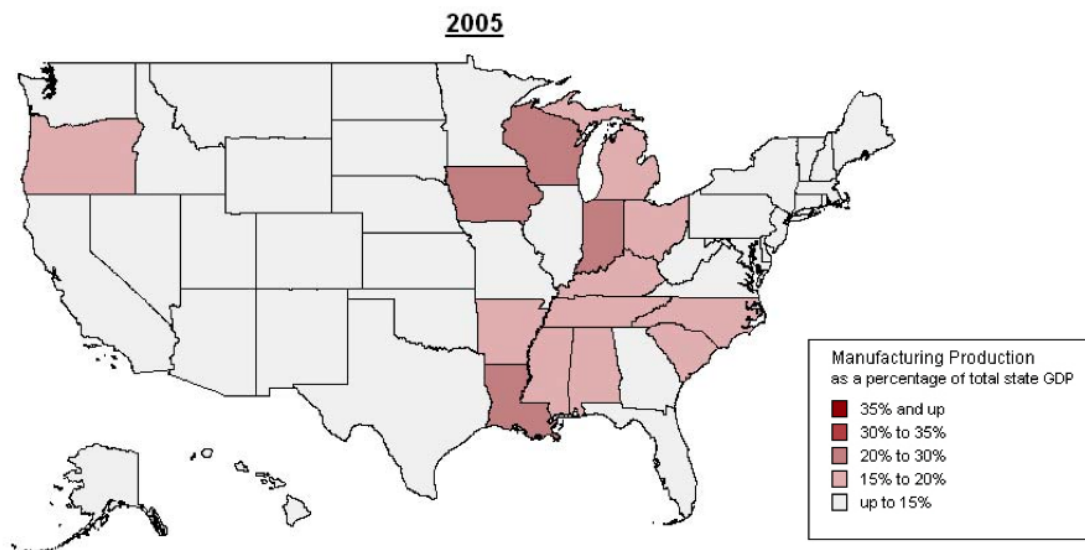 2005
Manufacturing Production
as a percentage of total state GDP
35% and up
30% to 35%
20% to 30%
15% to 20%
up to 15%